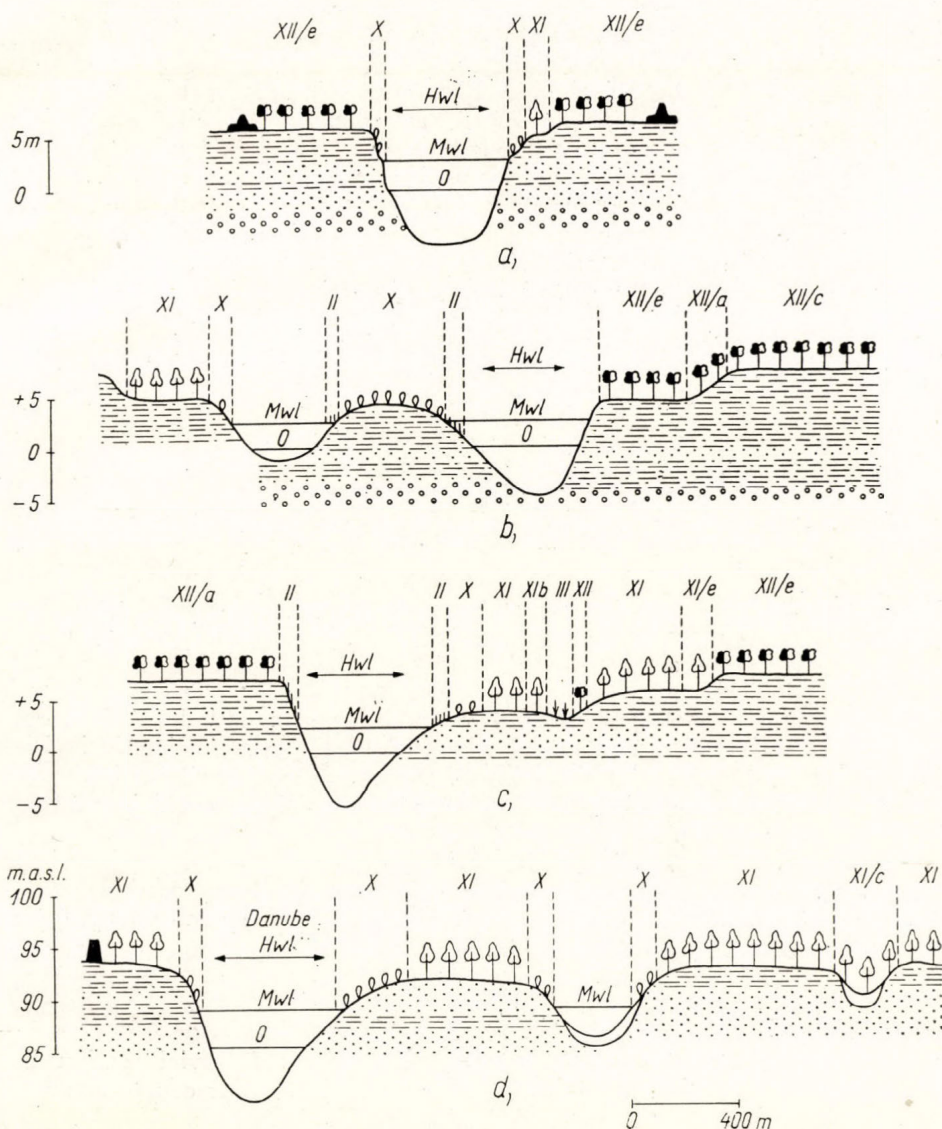 XII/e X X XI XII/e
Hwl
5 m
Mwl
0 0
a,
XI X II X II XII/e XII/a XII/c
Hwl
+5
Mwl Mwl
0 0 0
−5
b,
XII/a II II X XI XIb III XII XI XI/e XII/e
Hwl
+5
Mwl
0 0
−5
c,
m.a.s.l.
XI X X XI X X XI XI/c XI
100
Danube
95 Hwl
90 Mwl Mwl
0
85
d,
0 400 m